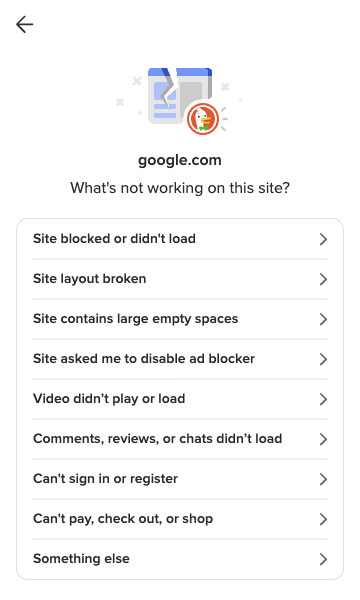 google.com
What's not working on this site?
Site blocked or didn't load
Site layout broken
Site contains large empty spaces
Site asked me to disable ad blocker
Video didn’t play or load
Comments, reviews, or chats didn’t load
Can't sign in or register
Can't pay, check out, or shop
Something else